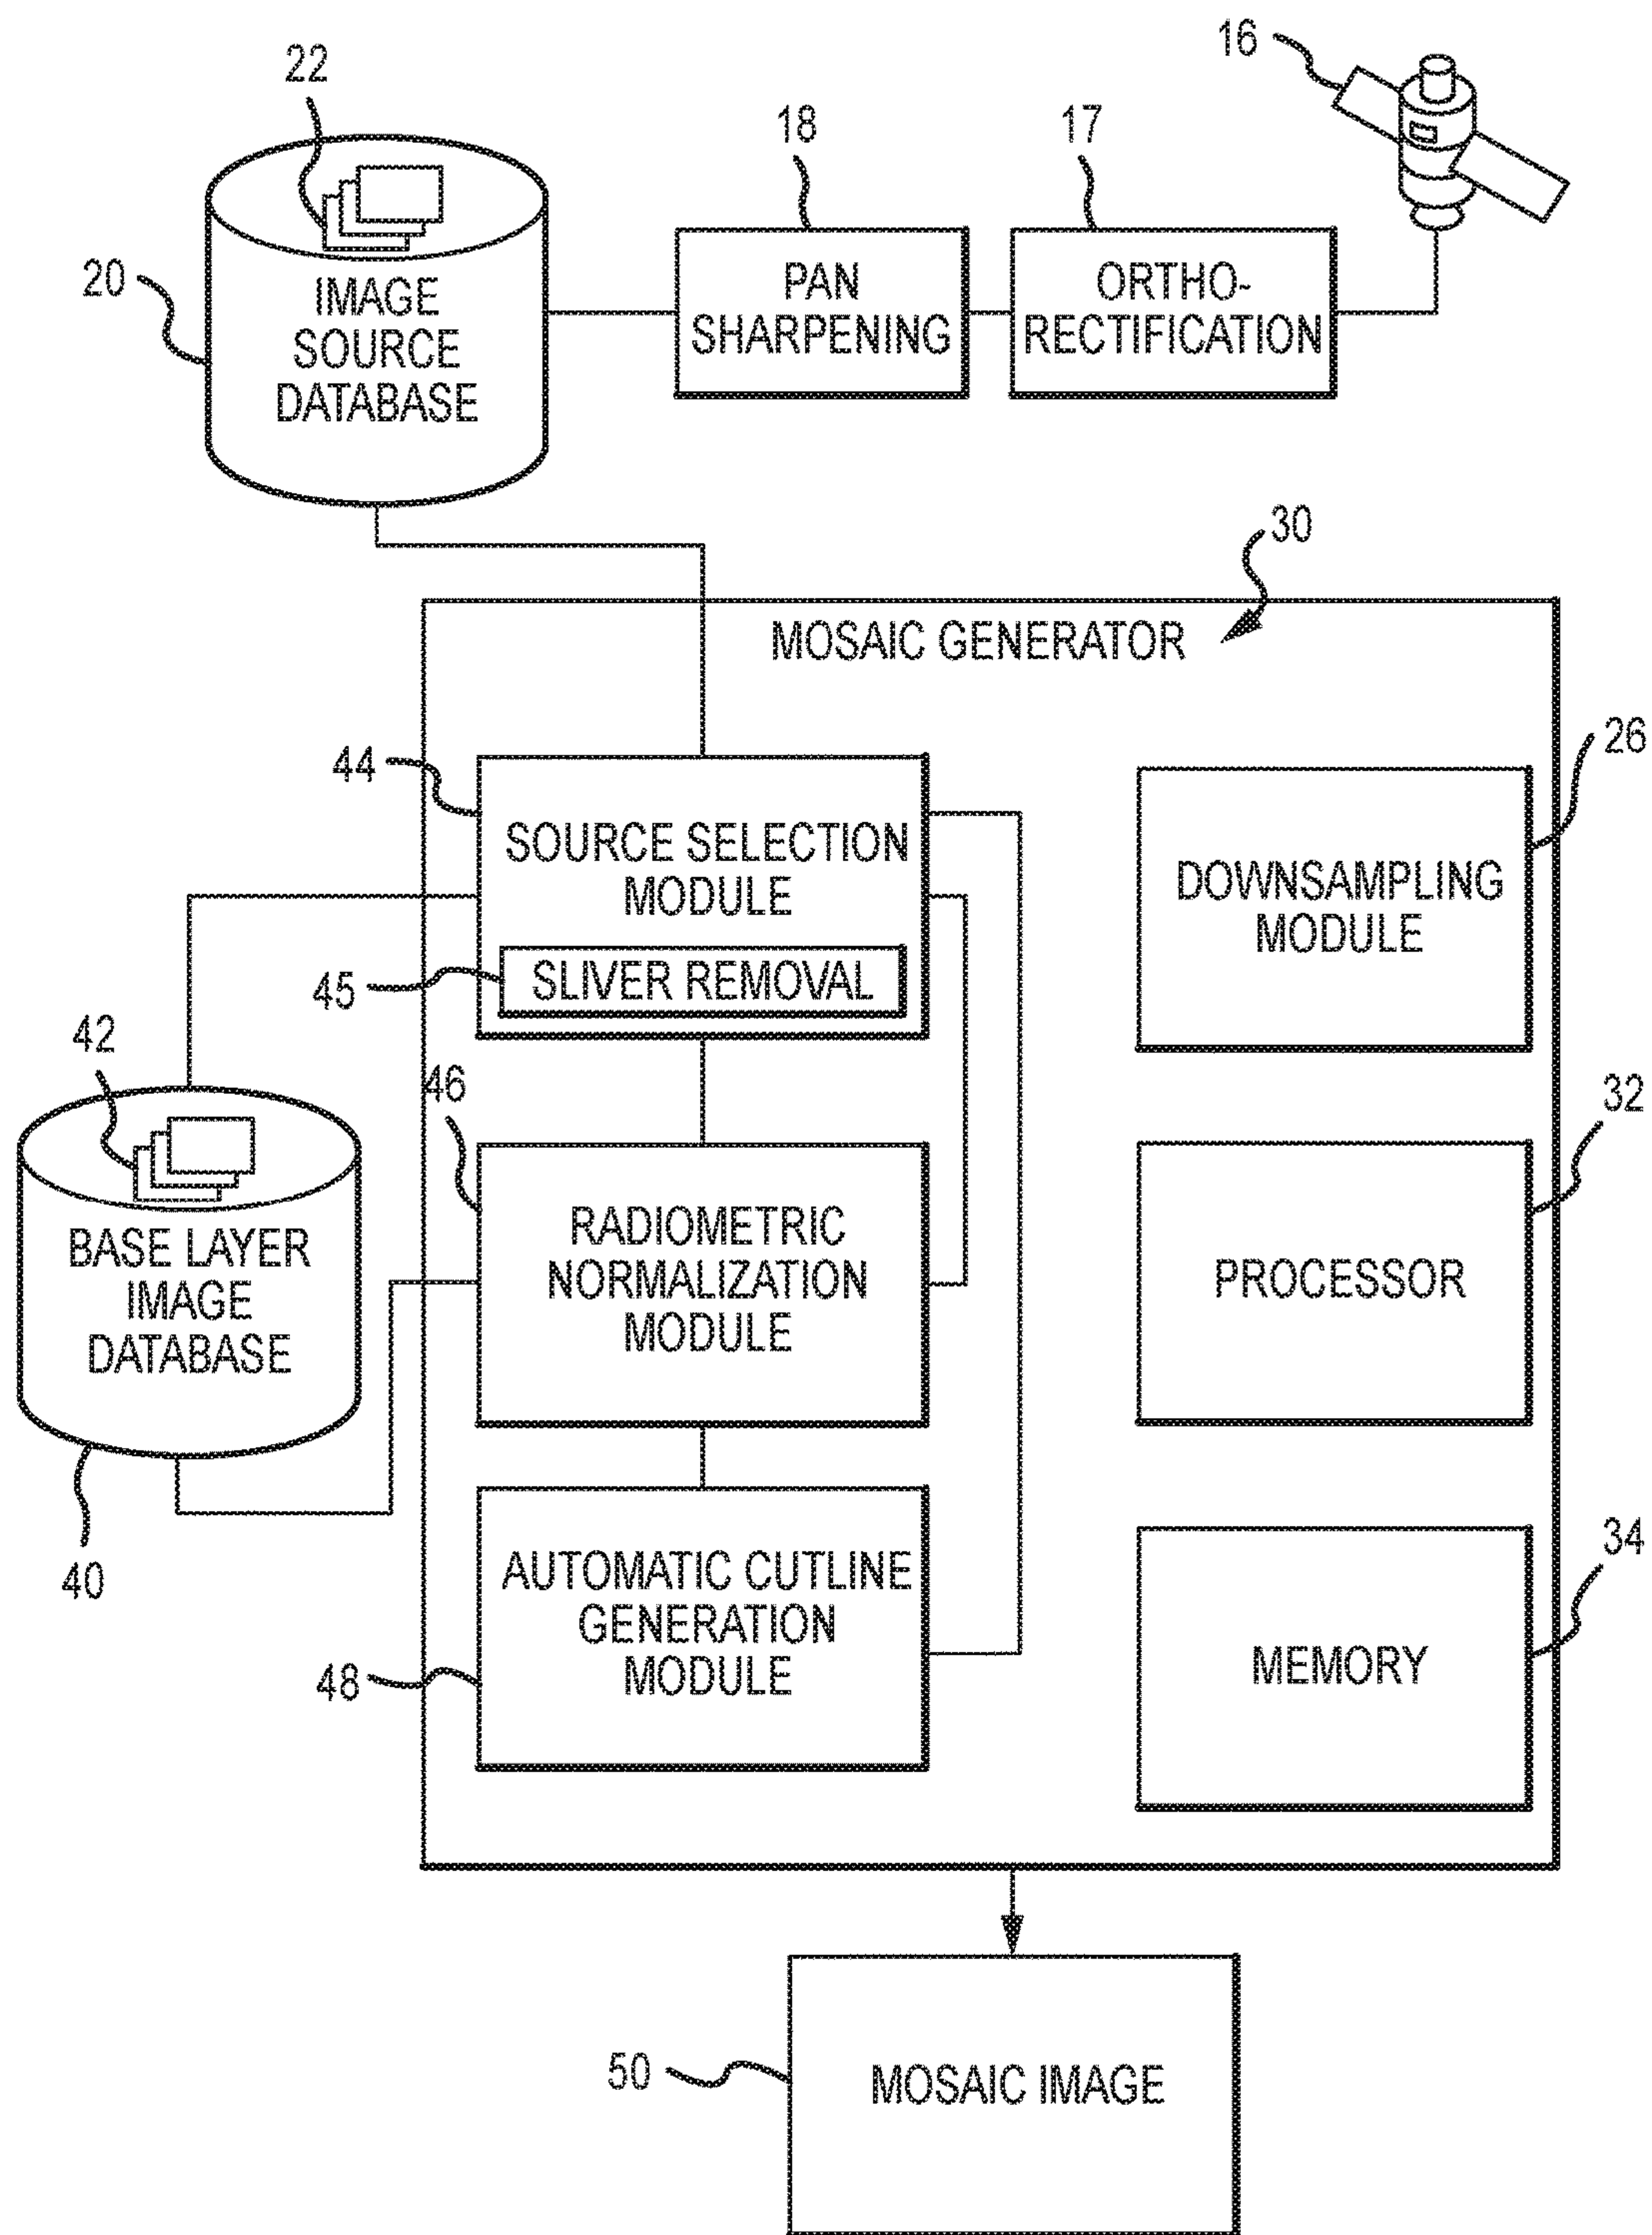 16
22
18
17
20
IMAGE
SOURCE
DATABASE
PAN
SHARPENING
ORTHO-
RECTIFICATION
30
MOSAIC GENERATOR
44
SOURCE SELECTION
MODULE
45
SLIVER REMOVAL
26
DOWNSAMPLING
MODULE
42
BASE LAYER
IMAGE
DATABASE
40
46
RADIOMETRIC
NORMALIZATION
MODULE
32
PROCESSOR
48
AUTOMATIC CUTLINE
GENERATION
MODULE
34
MEMORY
50
MOSAIC IMAGE